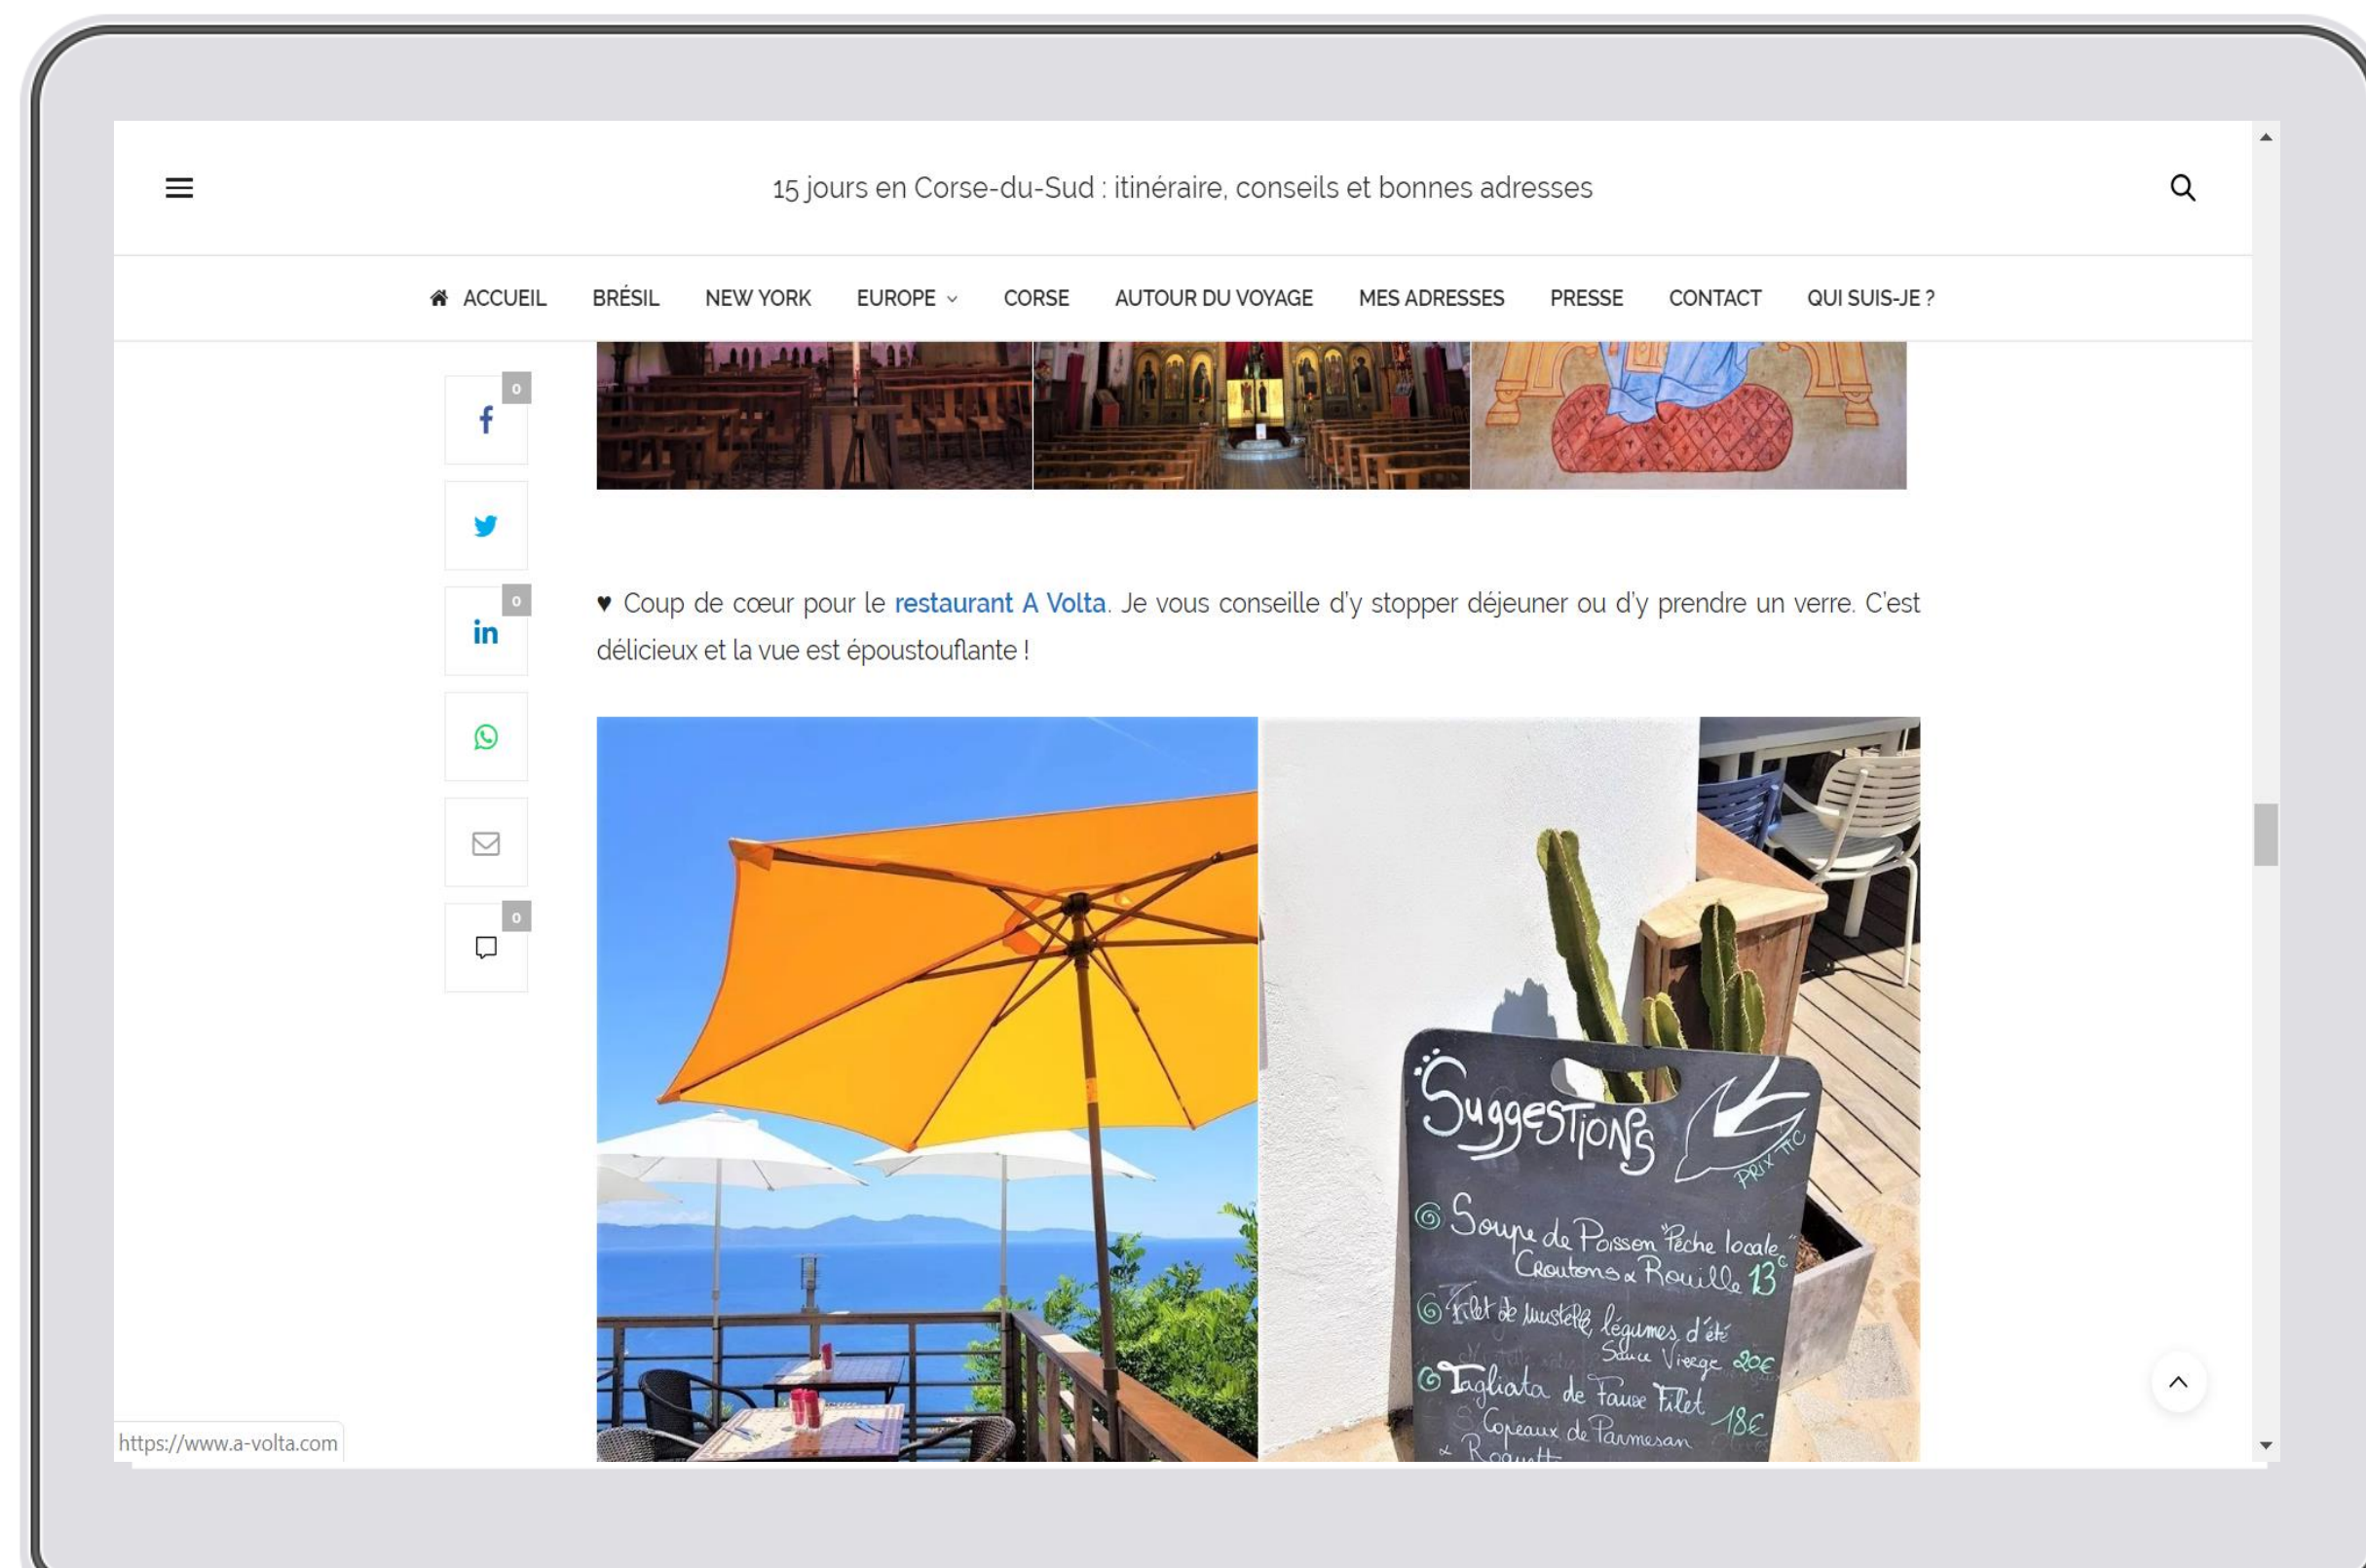 15 jours en Corse-du-Sud : itinéraire, conseils et bonnes adresses
ACCUEIL BRÉSIL NEW YORK EUROPE CORSE AUTOUR DU VOYAGE MES ADRESSES PRESSE CONTACT QUI SUIS-JE ?
0
f
in
0
0
♥ Coup de cœur pour le restaurant A Volta. Je vous conseille d'y stopper déjeuner ou d'y prendre un verre. C'est
délicieux et la vue est époustouflante !
Suggestions
PRIX TTC
Soupe de Poisson "Pêche locale"
Croutons & Rouille 13€
Filet de mustelle, légumes d'été
Sauce Vierge 20€
Tagliata de Faux Filet
Copeaux de Parmesan 18€
& Roquett
https://www.a-volta.com